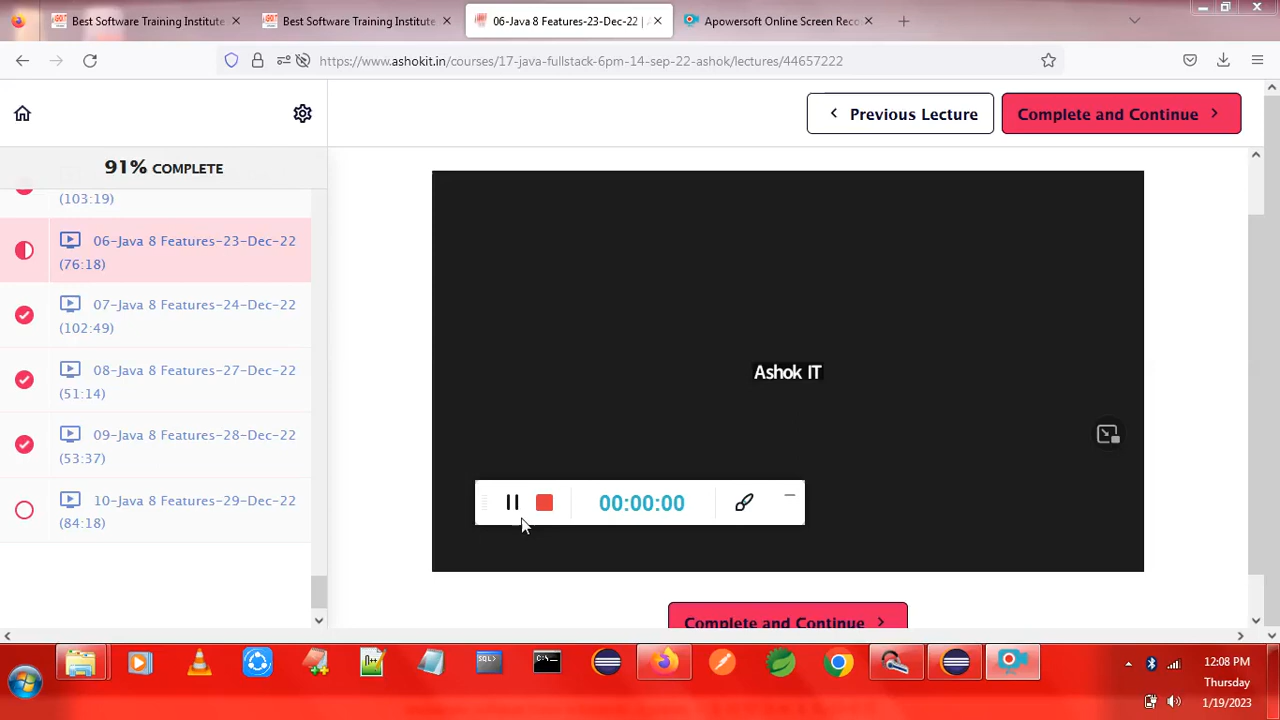 Best Software Training Institute
Best Software Training Institute
06-Java 8 Features-23-Dec-22 | A
Apowersoft Online Screen Reco
https://www.ashokit.in/courses/17-java-fullstack-6pm-14-sep-22-ashok/lectures/44657222
Previous Lecture
Complete and Continue
91% COMPLETE
(103:19)
06-Java 8 Features-23-Dec-22
(76:18)
07-Java 8 Features-24-Dec-22
(102:49)
08-Java 8 Features-27-Dec-22
(51:14)
09-Java 8 Features-28-Dec-22
(53:37)
10-Java 8 Features-29-Dec-22
(84:18)
Ashok IT
00:00:00
Complete and Continue
SQL>
C:\_
12:08 PM
Thursday
1/19/2023